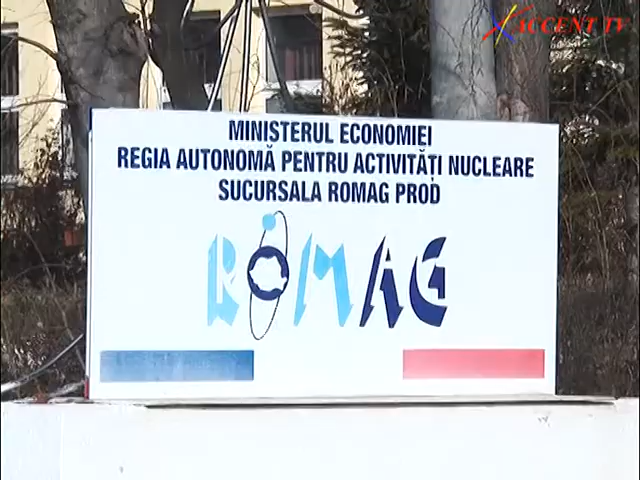 ACCENT TV
MINISTERUL ECONOMIEI
REGIA AUTONOMĂ PENTRU ACTIVITĂȚI NUCLEARE
SUCURSALA ROMAG PROD
ROMAG